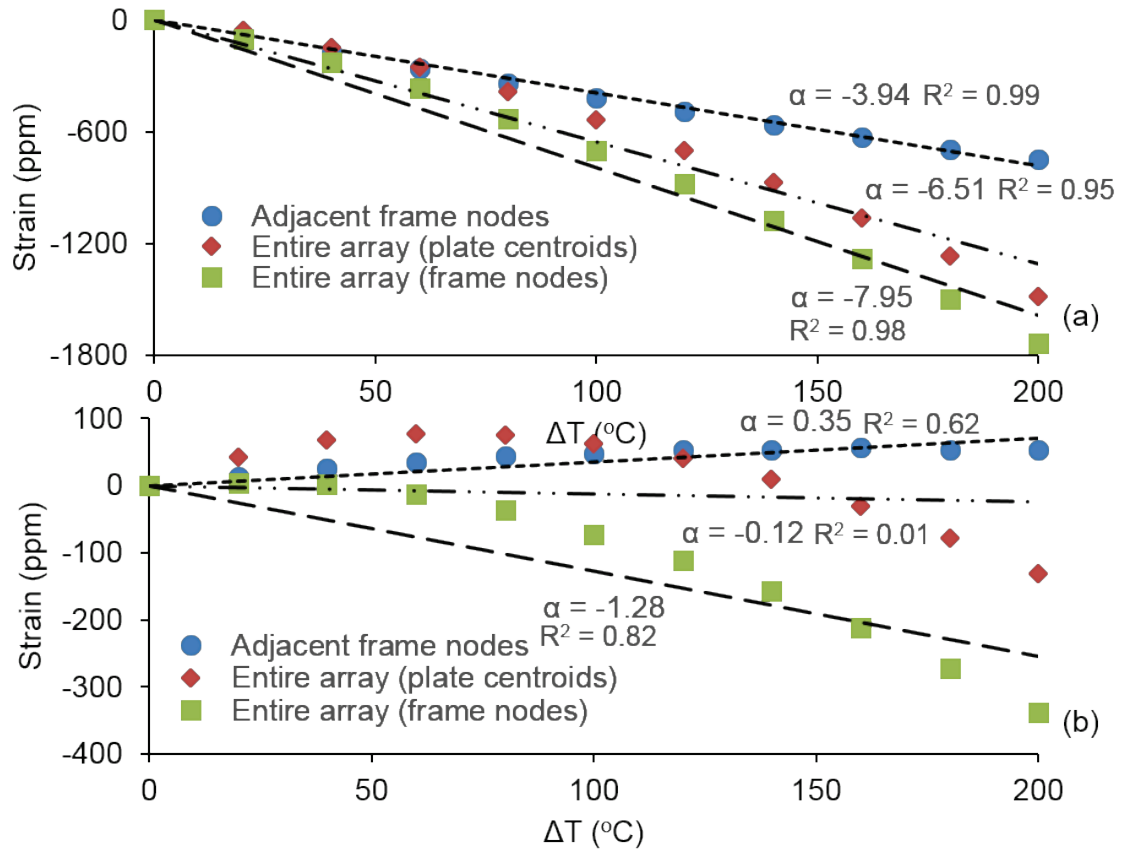 0
-600
-1200
-1800
Strain (ppm)
α = -3.94 R² = 0.99
α = -6.51 R² = 0.95
Adjacent frame nodes
Entire array (plate centroids)
Entire array (frame nodes)
α = -7.95
R² = 0.98
(a)
0 50 100 150 200
ΔT (°C)
100
0
-100
-200
-300
-400
Strain (ppm)
α = 0.35 R² = 0.62
α = -0.12 R² = 0.01
α = -1.28
R² = 0.82
Adjacent frame nodes
Entire array (plate centroids)
Entire array (frame nodes)
(b)
0 50 100 150 200
ΔT (°C)